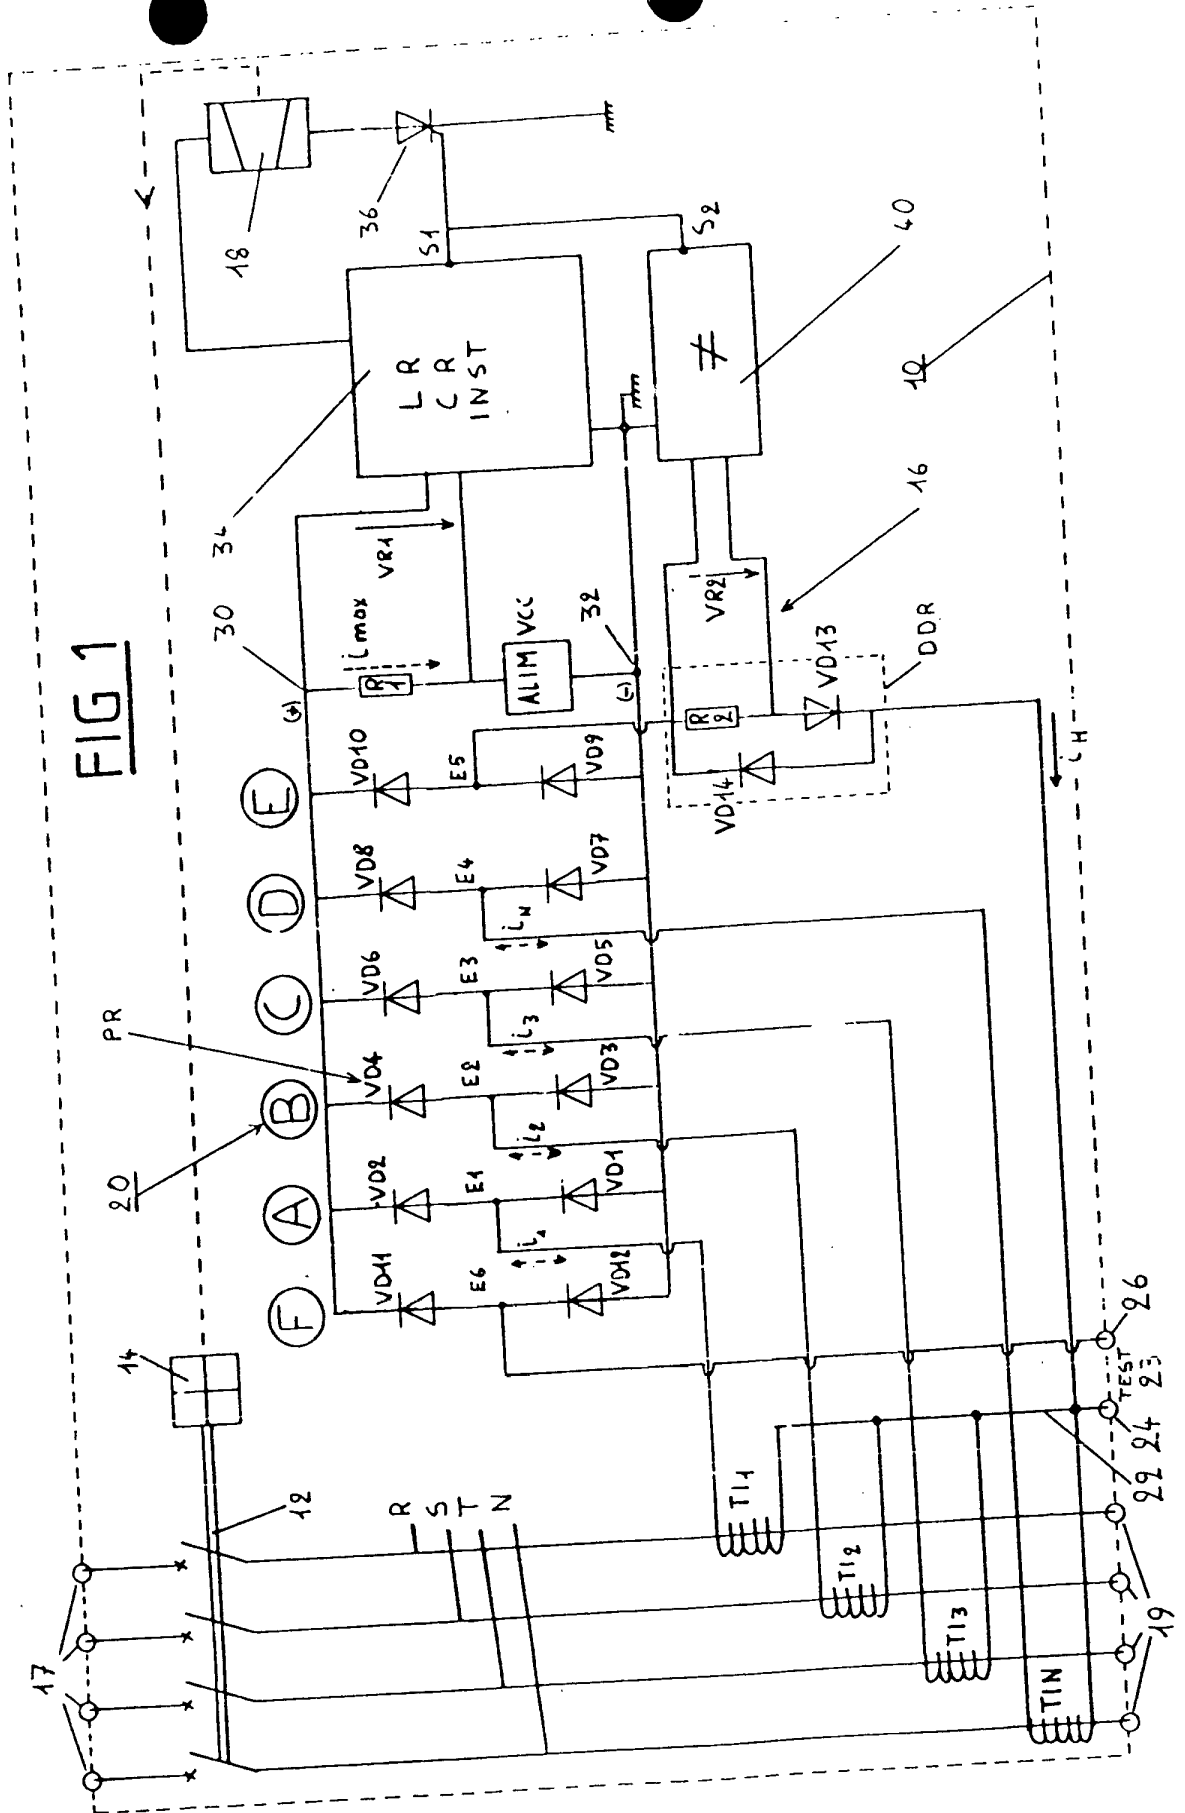 FIG 1
18
36
S1
S2
40
L R
C R
INST
≠
10
34
VR1
16
30
imax
R1
ALIM
VCC
32
VR2
(+)
(-)
R2
VD13
DDR
VD14
iH
E
VD10
E5
VD9
D
VD8
E4
VD7
iN
C
VD6
E3
VD5
i3
PR
B
VD4
E2
VD3
i2
20
A
VD2
E1
VD1
i1
F
VD11
E6
VD12
14
26
TEST
23
24
22
12
R
S
T
N
TI1
TI2
TI3
TIN
17
19